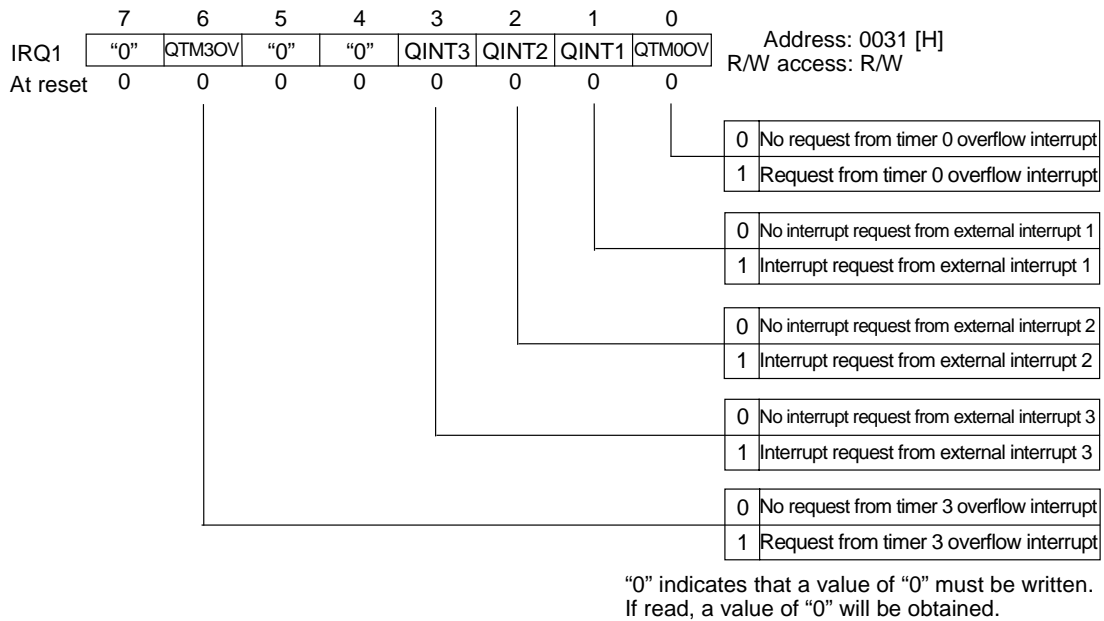 7 6 5 4 3 2 1 0
IRQ1 “0” QTM3OV “0” “0” QINT3 QINT2 QINT1 QTM0OV Address: 0031 [H]
R/W access: R/W
At reset 0 0 0 0 0 0 0 0
0 No request from timer 0 overflow interrupt
1 Request from timer 0 overflow interrupt
0 No interrupt request from external interrupt 1
1 Interrupt request from external interrupt 1
0 No interrupt request from external interrupt 2
1 Interrupt request from external interrupt 2
0 No interrupt request from external interrupt 3
1 Interrupt request from external interrupt 3
0 No request from timer 3 overflow interrupt
1 Request from timer 3 overflow interrupt
“0” indicates that a value of “0” must be written.
If read, a value of “0” will be obtained.